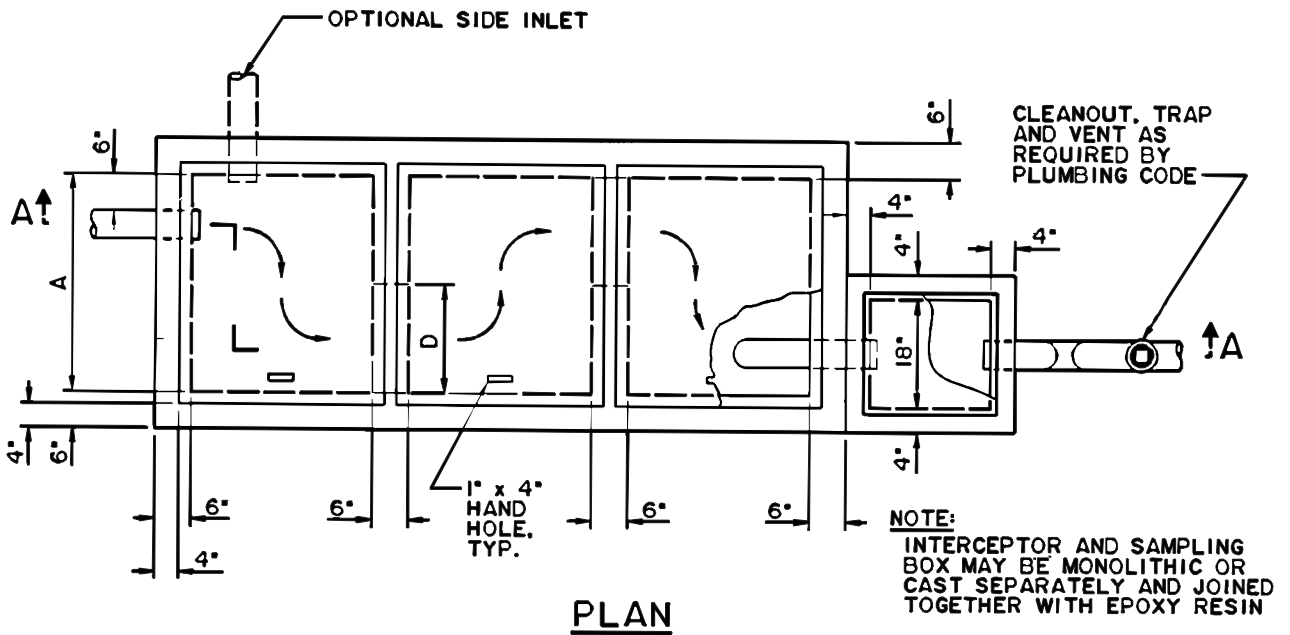 OPTIONAL SIDE INLET
CLEANOUT, TRAP
AND VENT AS
REQUIRED BY
PLUMBING CODE
6"
6"
A
4"
4"
4"
A
D
18"
A
4"
6"
4"
1" x 4"
HAND
HOLE,
TYP.
6"
6"
6"
6"
4"
NOTE:
INTERCEPTOR AND SAMPLING
BOX MAY BE MONOLITHIC OR
CAST SEPARATELY AND JOINED
TOGETHER WITH EPOXY RESIN
PLAN